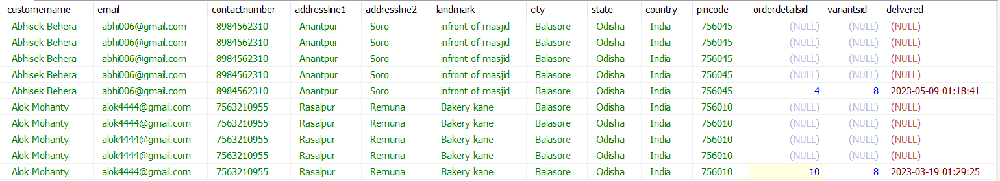 customername email contactnumber addressline1 addressline2 landmark city state country pincode orderdetailsid variantsid delivered
Abhisek Behera abhi006@gmail.com 8984562310 Anantpur Soro infront of masjid Balasore Odisha India 756045 (NULL) (NULL) (NULL)
Abhisek Behera abhi006@gmail.com 8984562310 Anantpur Soro infront of masjid Balasore Odisha India 756045 (NULL) (NULL) (NULL)
Abhisek Behera abhi006@gmail.com 8984562310 Anantpur Soro infront of masjid Balasore Odisha India 756045 (NULL) (NULL) (NULL)
Abhisek Behera abhi006@gmail.com 8984562310 Anantpur Soro infront of masjid Balasore Odisha India 756045 (NULL) (NULL) (NULL)
Abhisek Behera abhi006@gmail.com 8984562310 Anantpur Soro infront of masjid Balasore Odisha India 756045 4 8 2023-05-09 01:18:41
Alok Mohanty alok4444@gmail.com 7563210955 Rasalpur Remuna Bakery kane Balasore Odisha India 756010 (NULL) (NULL) (NULL)
Alok Mohanty alok4444@gmail.com 7563210955 Rasalpur Remuna Bakery kane Balasore Odisha India 756010 (NULL) (NULL) (NULL)
Alok Mohanty alok4444@gmail.com 7563210955 Rasalpur Remuna Bakery kane Balasore Odisha India 756010 (NULL) (NULL) (NULL)
Alok Mohanty alok4444@gmail.com 7563210955 Rasalpur Remuna Bakery kane Balasore Odisha India 756010 (NULL) (NULL) (NULL)
Alok Mohanty alok4444@gmail.com 7563210955 Rasalpur Remuna Bakery kane Balasore Odisha India 756010 10 8 2023-03-19 01:29:25